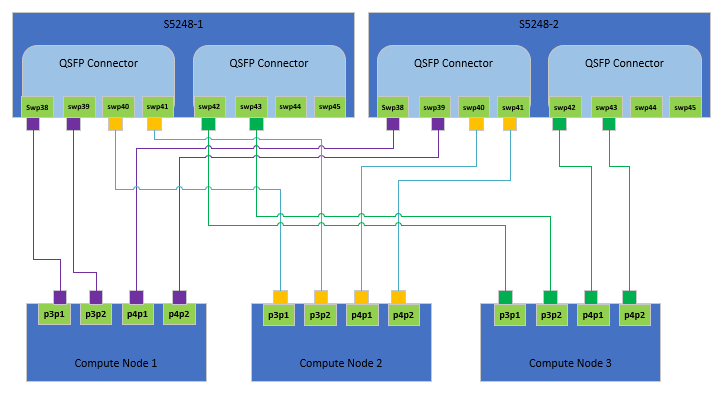 S5248-1
S5248-2
QSFP Connector
QSFP Connector
QSFP Connector
QSFP Connector
Swp38
swp39
swp40
swp41
swp42
swp43
swp44
swp45
swp38
swp39
swp40
swp41
swp42
swp43
swp44
swp45
p3p1
p3p2
p4p1
p4p2
p3p1
p3p2
p4p1
p4p2
p3p1
p3p2
p4p1
p4p2
Compute Node 1
Compute Node 2
Compute Node 3